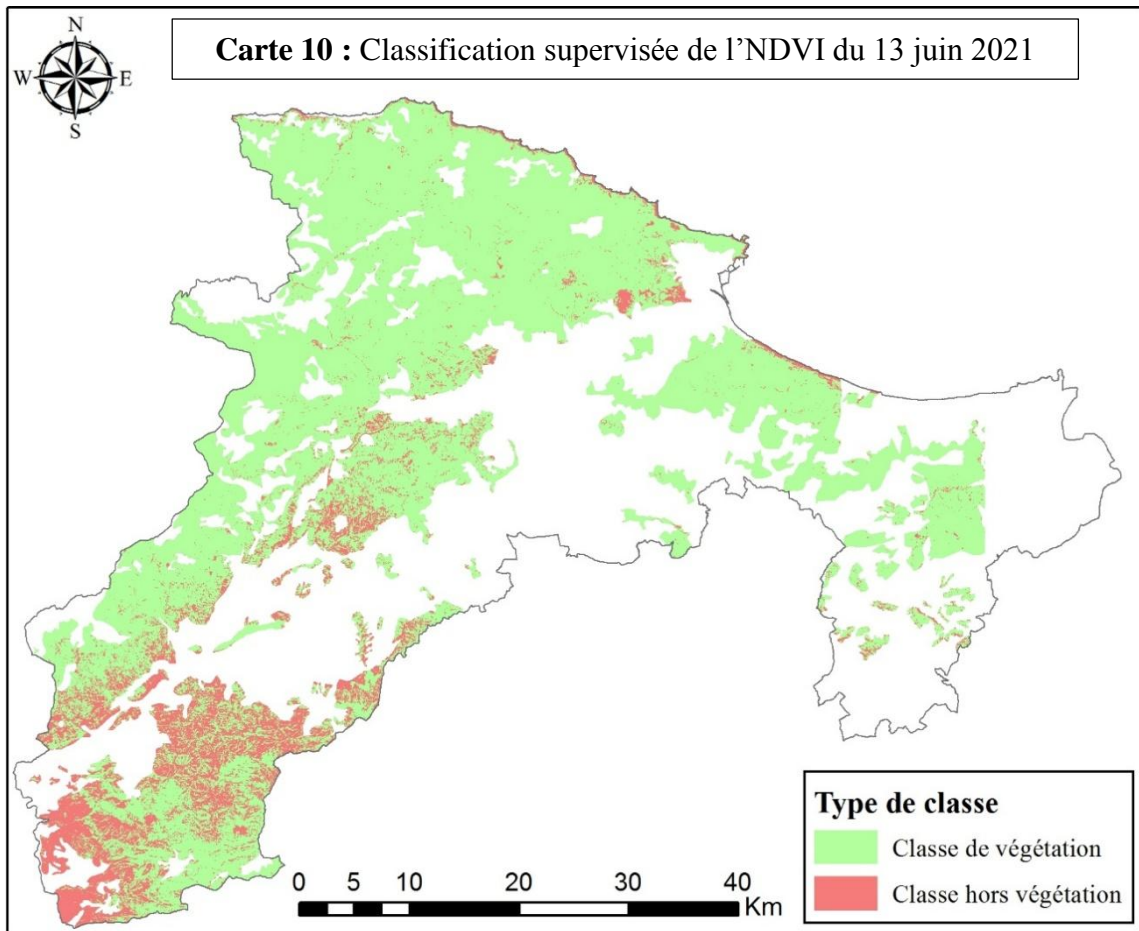 Carte 10 : Classification supervisée de l’NDVI du 13 juin 2021
N
W E
S
Type de classe
Classe de végétation
Classe hors végétation
0 5 10 20 30 40
Km